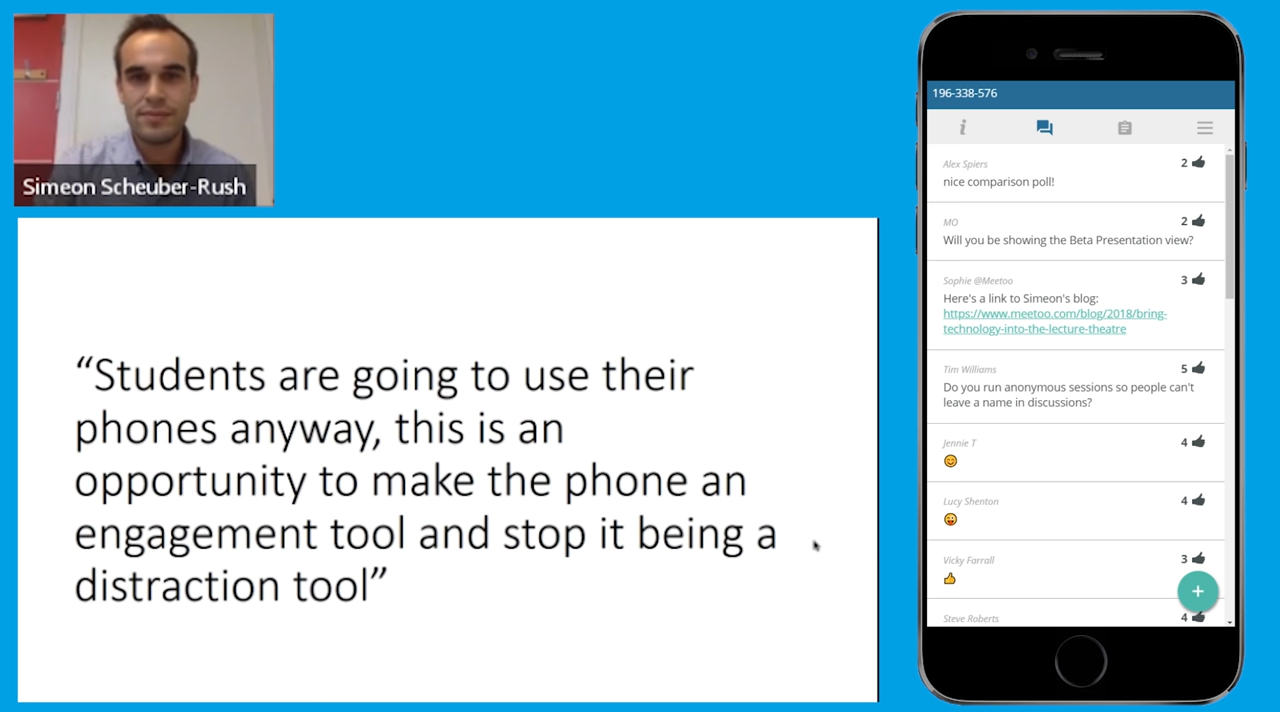 Simeon Scheuber-Rush
“Students are going to use their
phones anyway, this is an
opportunity to make the phone an
engagement tool and stop it being a
distraction tool”
196-338-576
Alex Spiers
2
nice comparison poll!
MO
2
Will you be showing the Beta Presentation view?
Sophie @Meetoo
3
Here's a link to Simeon's blog:
https://www.meetoo.com/blog/2018/bring-
technology-into-the-lecture-theatre
Tim Williams
5
Do you run anonymous sessions so people can't
leave a name in discussions?
Jennie T
4
Lucy Shenton
4
Vicky Farrall
3
Steve Roberts
4